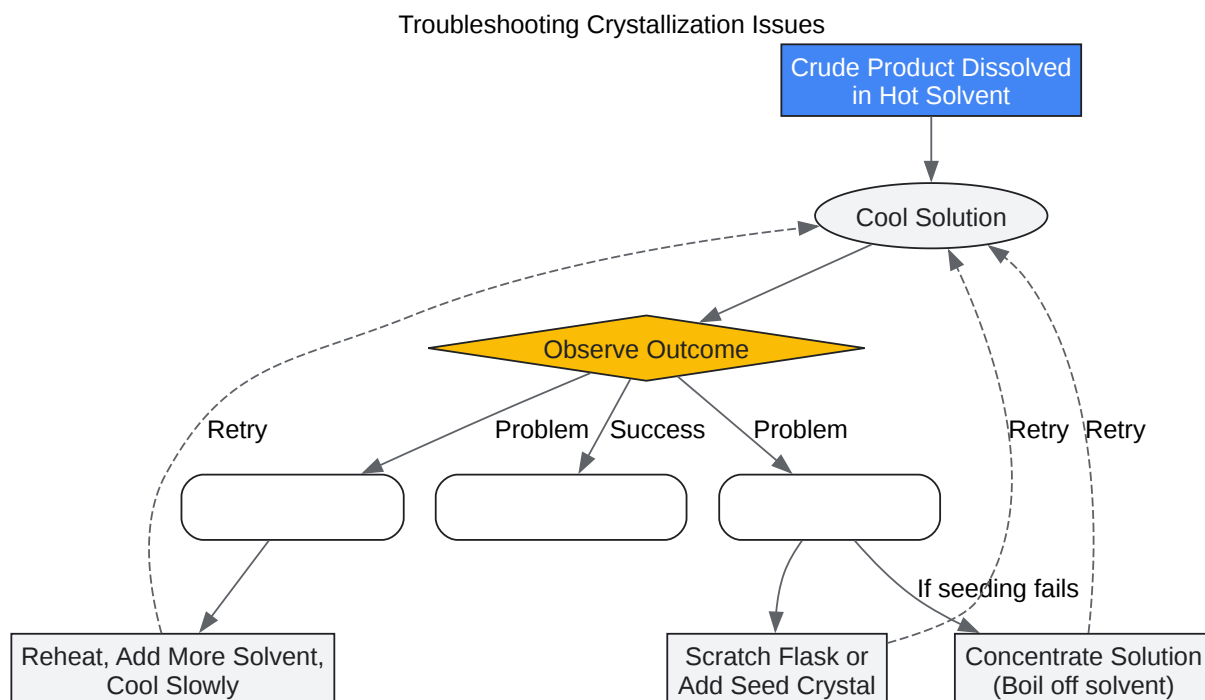 Troubleshooting Crystallization Issues
Crude Product Dissolved
in Hot Solvent
Cool Solution
Observe Outcome
Retry
Problem
Success
Problem
Retry
Retry
If seeding fails
Reheat, Add More Solvent,
Cool Slowly
Scratch Flask or
Add Seed Crystal
Concentrate Solution
(Boil off solvent)